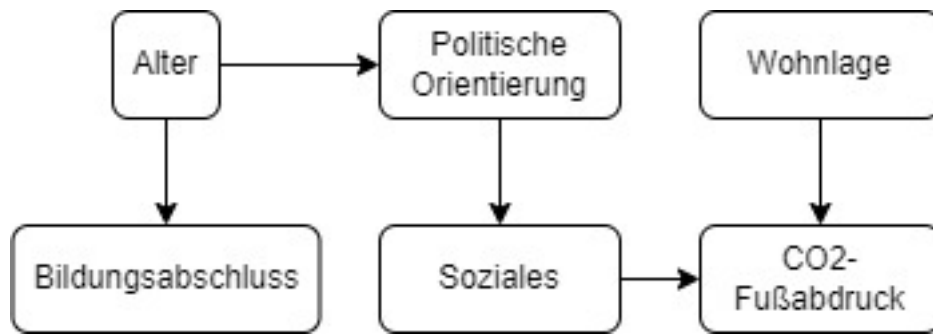 Alter
Politische
Orientierung
Wohnlage
Bildungsabschluss
Soziales
CO2-
Fußabdruck